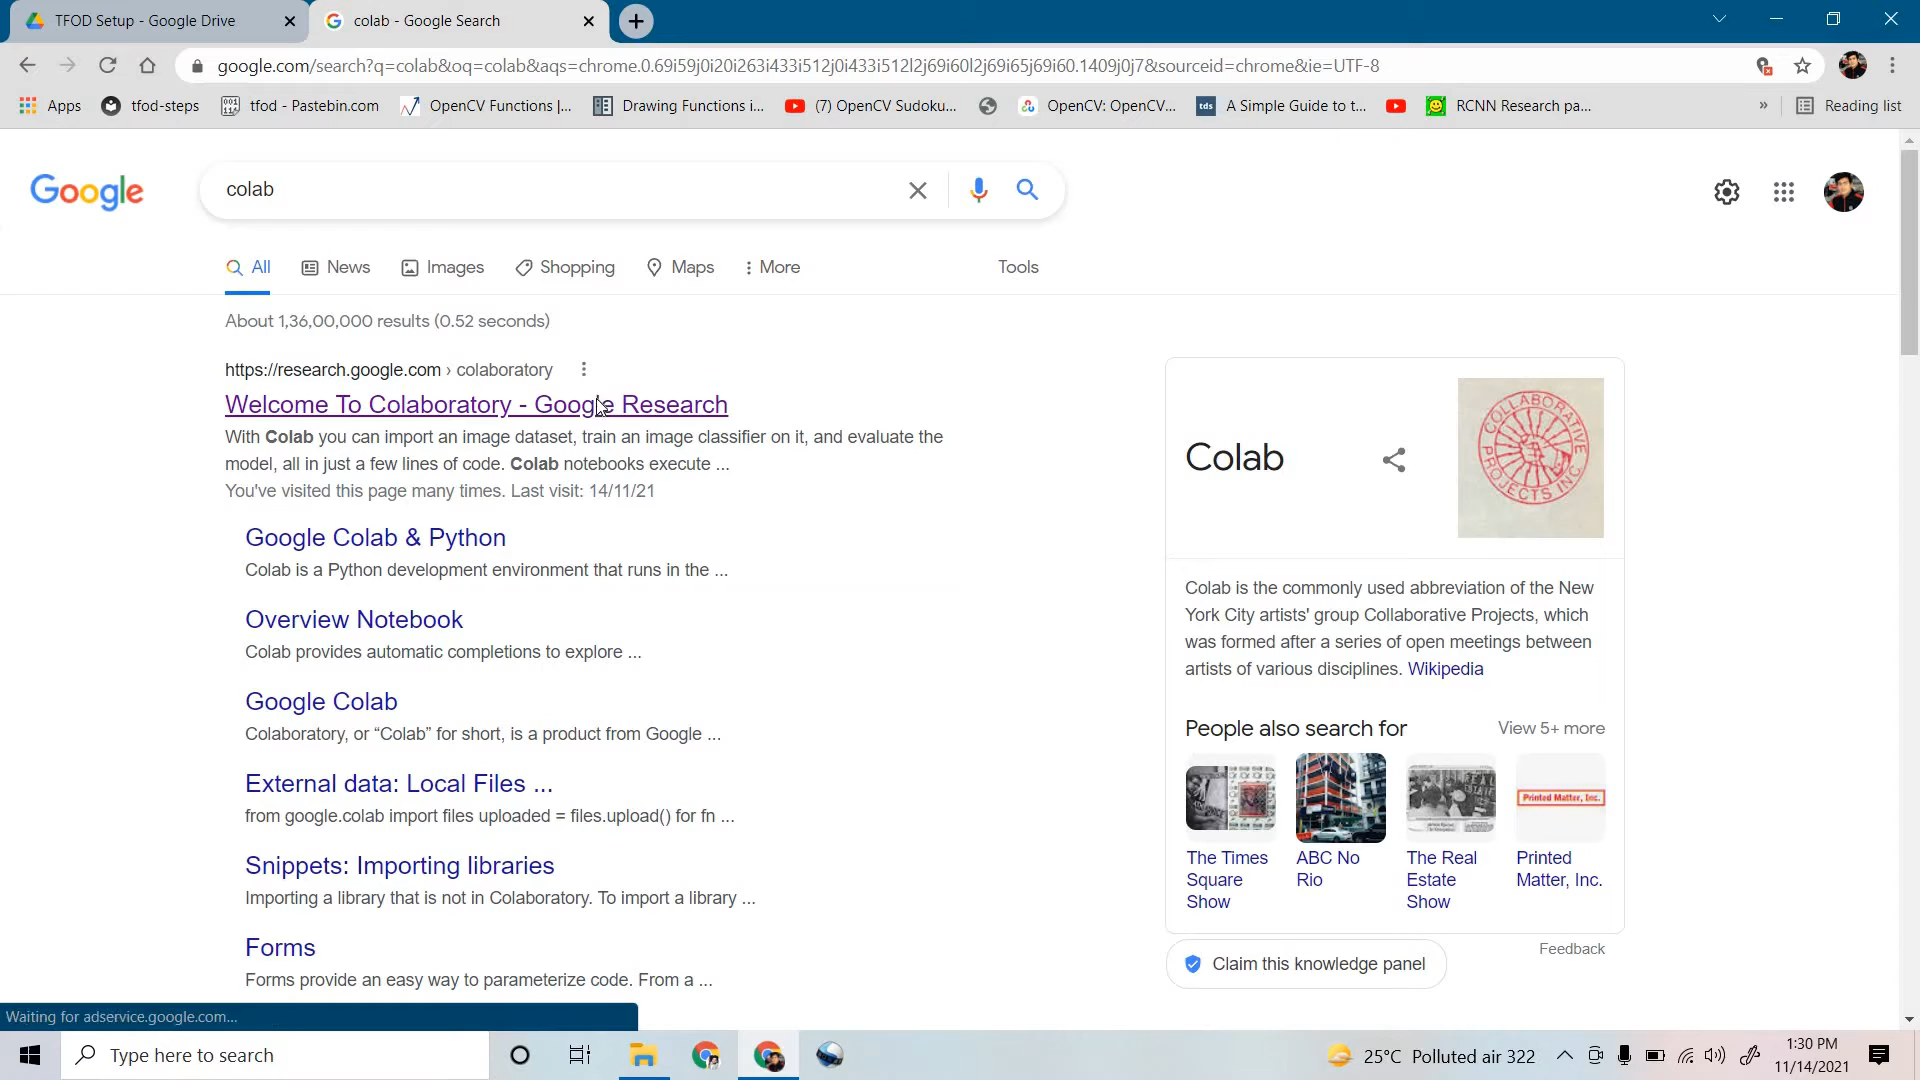 TFOD Setup - Google Drive
colab - Google Search
google.com/search?q=colab&oq=colab&aqs=chrome.0.69i59j0i20i263i433i512j0i433i512l2j69i60l2j69i65j69i60.1409j0j7&sourceid=chrome&ie=UTF-8
Apps
tfod-steps
tfod - Pastebin.com
OpenCV Functions |...
Drawing Functions i...
(7) OpenCV Sudoku...
OpenCV: OpenCV...
tds
A Simple Guide to t...
RCNN Research pa...
»
Reading list
Google
colab
All
News
Images
Shopping
Maps
More
Tools
About 1,36,00,000 results (0.52 seconds)
https://research.google.com › colaboratory
Welcome To Colaboratory - Google Research
With Colab you can import an image dataset, train an image classifier on it, and evaluate the
model, all in just a few lines of code. Colab notebooks execute ...
You've visited this page many times. Last visit: 14/11/21
Google Colab & Python
Colab is a Python development environment that runs in the ...
Overview Notebook
Colab provides automatic completions to explore ...
Google Colab
Colaboratory, or “Colab” for short, is a product from Google ...
External data: Local Files ...
from google.colab import files uploaded = files.upload() for fn ...
Snippets: Importing libraries
Importing a library that is not in Colaboratory. To import a library ...
Forms
Forms provide an easy way to parameterize code. From a ...
Colab
COLLABORATIVE
PROJECTS INC
Colab is the commonly used abbreviation of the New
York City artists' group Collaborative Projects, which
was formed after a series of open meetings between
artists of various disciplines. Wikipedia
People also search for
View 5+ more
Printed Matter, Inc.
The Times
Square
Show
ABC No
Rio
The Real
Estate
Show
Printed
Matter, Inc.
Feedback
Claim this knowledge panel
Waiting for adservice.google.com...
Type here to search
25°C Polluted air 322
1:30 PM
11/14/2021